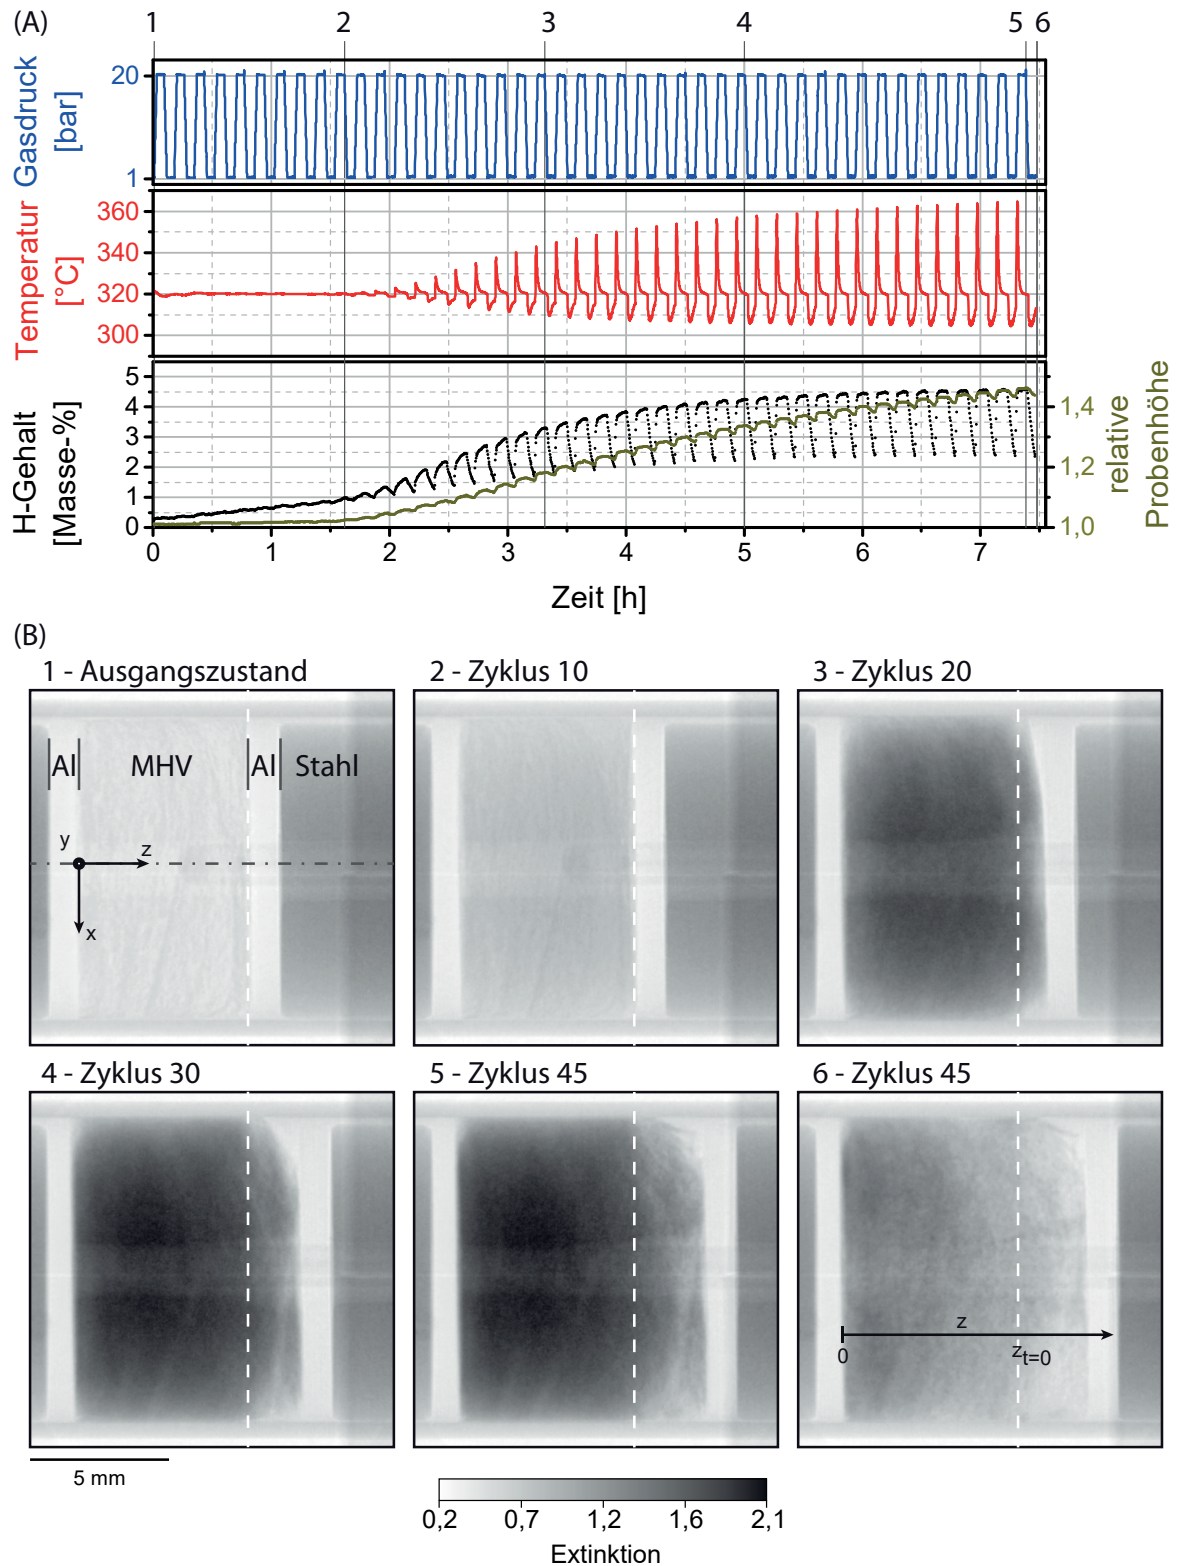 (A)
1 2 3 4 5 6
Gasdruck
[bar]
20
1
Temperatur
[°C]
360
340
320
300
H-Gehalt
[Masse-%]
5
4
3
2
1
0
1,4
1,2
1,0
relative
Probenhöhe
0 1 2 3 4 5 6 7
Zeit [h]
(B)
1 - Ausgangszustand
2 - Zyklus 10
3 - Zyklus 20
Al MHV Al Stahl
y
z
x
4 - Zyklus 30
5 - Zyklus 45
6 - Zyklus 45
z
0
z t=0
5 mm
0,2 0,7 1,2 1,6 2,1
Extinktion